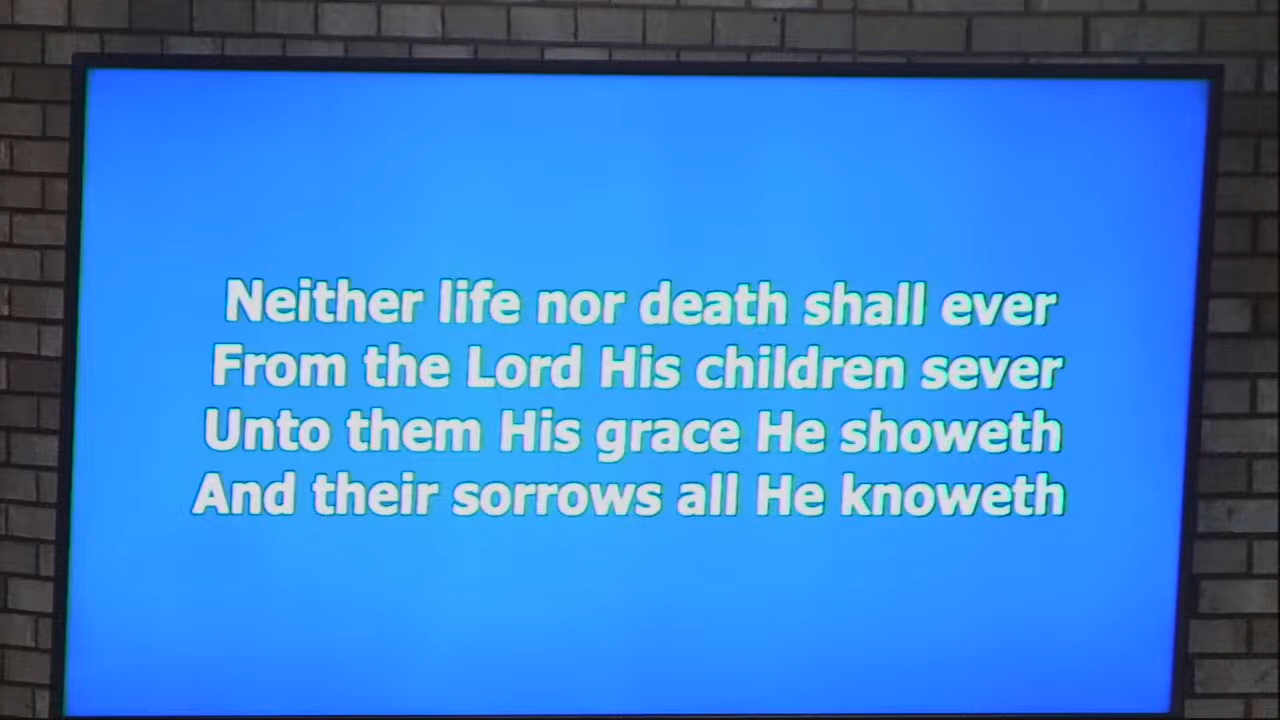 Neither life nor death shall ever
From the Lord His children sever
Unto them His grace He showeth
And their sorrows all He knoweth